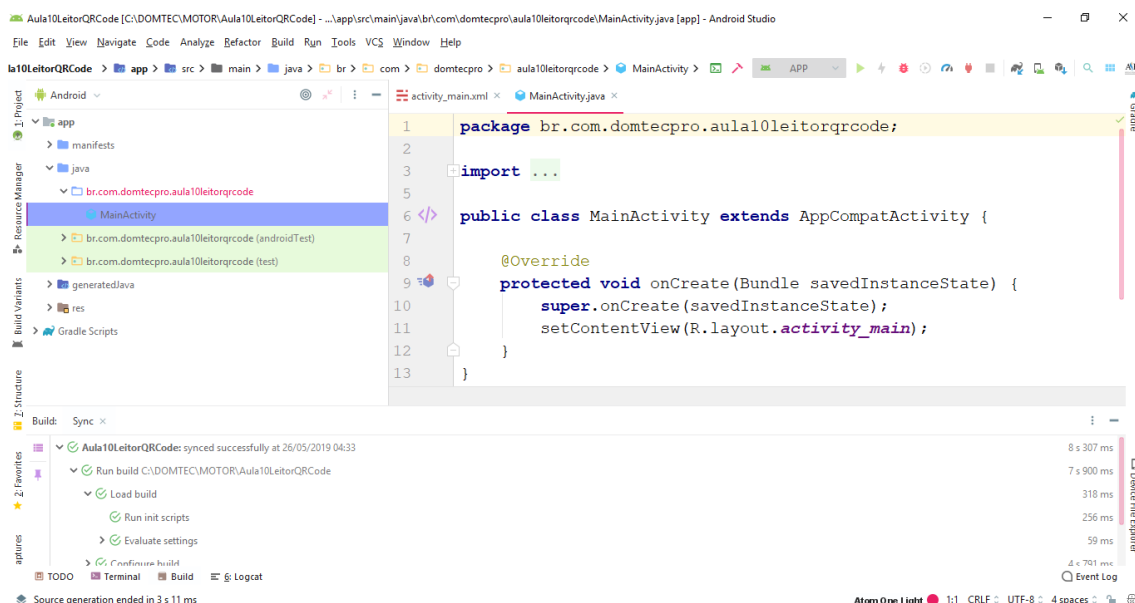 Aula10LeitorQRCode [C:\DOMTEC\MOTOR\Aula10LeitorQRCode] - ...\app\src\main\java\br\com\domtecpro\aula10leitorqrcode\MainActivity.java [app] - Android Studio
File Edit View Navigate Code Analyze Refactor Build Run Tools VCS Window Help
la10LeitorQRCode > app > src > main > java > br > com > domtecpro > aula10leitorqrcode > MainActivity > APP
Android
activity_main.xml × MainActivity.java ×
1: Project
Resource Manager
Build Variants
7: Structure
2: Favorites
aptures
app
manifests
java
br.com.domtecpro.aula10leitorqrcode
MainActivity
br.com.domtecpro.aula10leitorqrcode (androidTest)
br.com.domtecpro.aula10leitorqrcode (test)
generatedJava
res
Gradle Scripts
1 package br.com.domtecpro.aula10leitorqrcode;
2
3 import ...
5
6 public class MainActivity extends AppCompatActivity {
7
8 @Override
9 protected void onCreate(Bundle savedInstanceState) {
10 super.onCreate(savedInstanceState);
11 setContentView(R.layout.activity_main);
12 }
13 }
Gradle
Device File Explorer
Build: Sync ×
Aula10LeitorQRCode: synced successfully at 26/05/2019 04:33 8 s 307 ms
Run build C:\DOMTEC\MOTOR\Aula10LeitorQRCode 7 s 900 ms
Load build 318 ms
Run init scripts 256 ms
Evaluate settings 59 ms
Configure build 4 s 791 ms
TODO Terminal Build 6: Logcat Event Log
Source generation ended in 3 s 11 ms Atom One Light 1:1 CRLF UTF-8 4 spaces